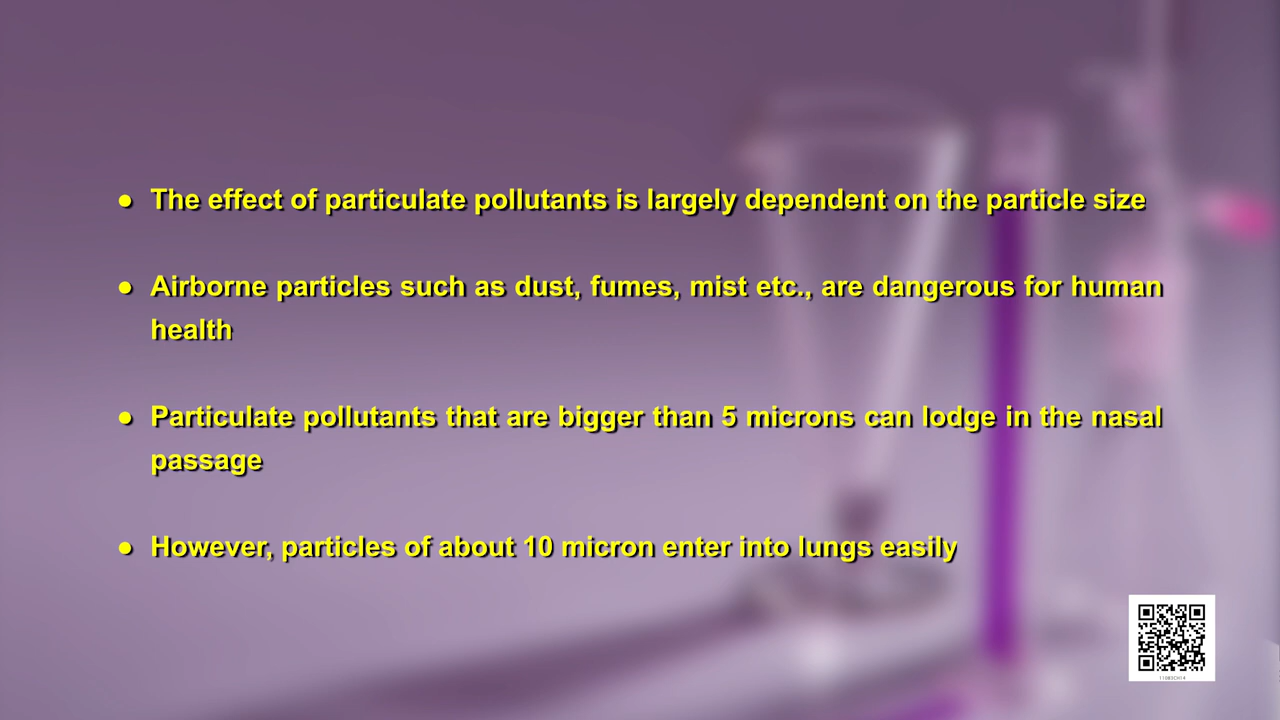 ● The effect of particulate pollutants is largely dependent on the particle size
● Airborne particles such as dust, fumes, mist etc., are dangerous for human
health
● Particulate pollutants that are bigger than 5 microns can lodge in the nasal
passage
● However, particles of about 10 micron enter into lungs easily